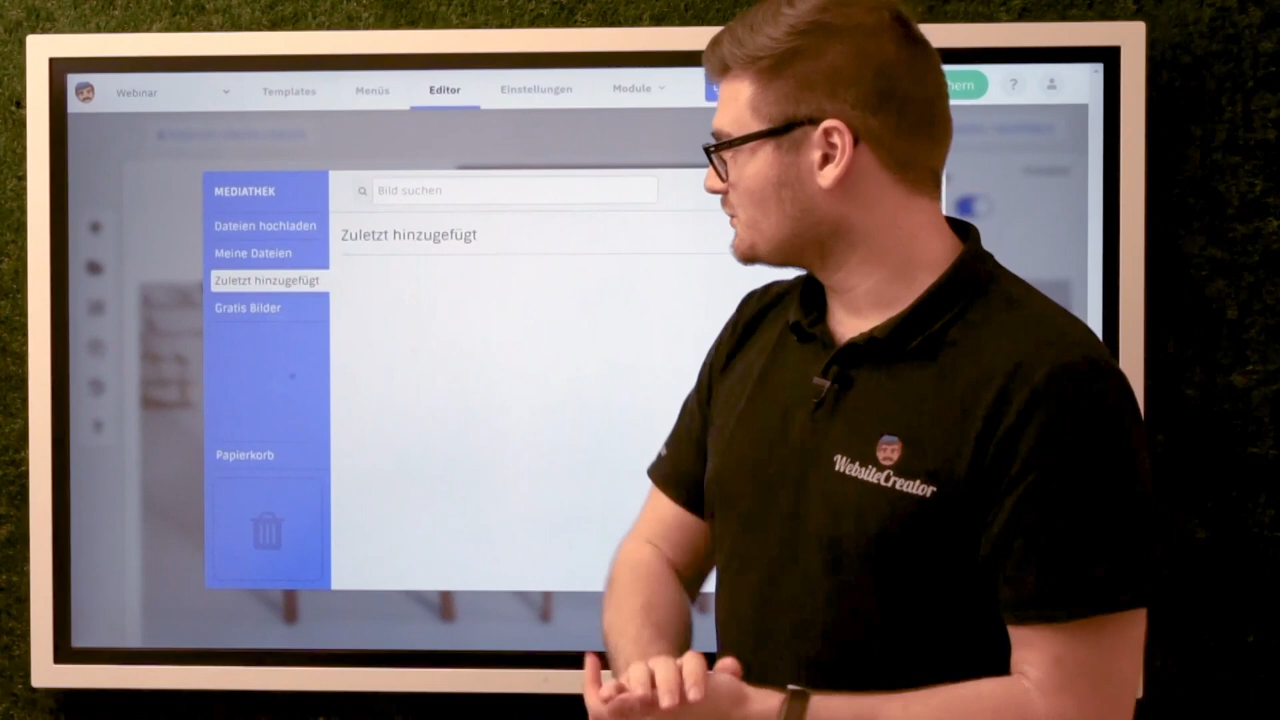 Webinar
Templates
Menüs
Editor
Einstellungen
Module
hern
?
MEDIATHEK
Bild suchen
Dateien hochladen
Zuletzt hinzugefügt
Meine Dateien
Zuletzt hinzugefügt
Gratis Bilder
Papierkorb
WebsiteCreator